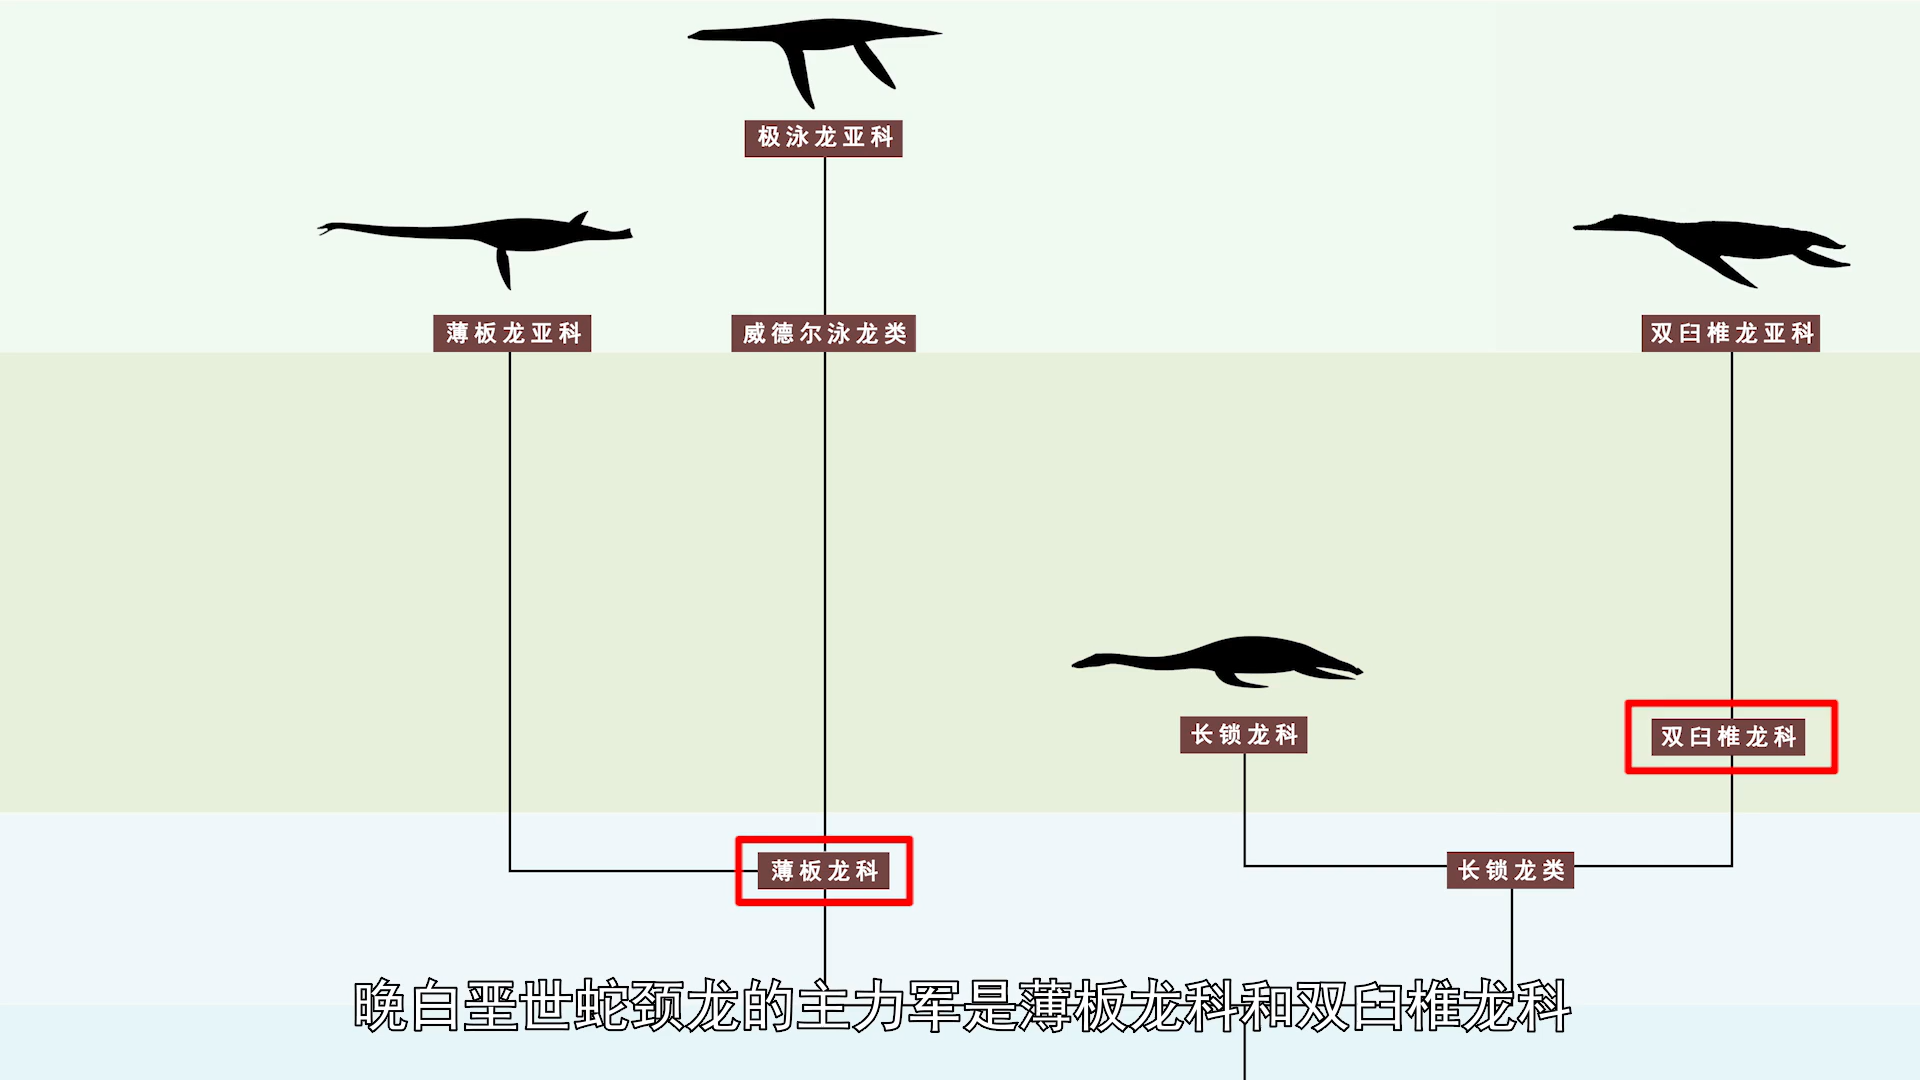 极泳龙亚科
薄板龙亚科
威德尔泳龙类
双臼椎龙亚科
长锁龙科
双臼椎龙科
薄板龙科
长锁龙类
晚白垩世蛇颈龙的主力军是薄板龙科和双臼椎龙科